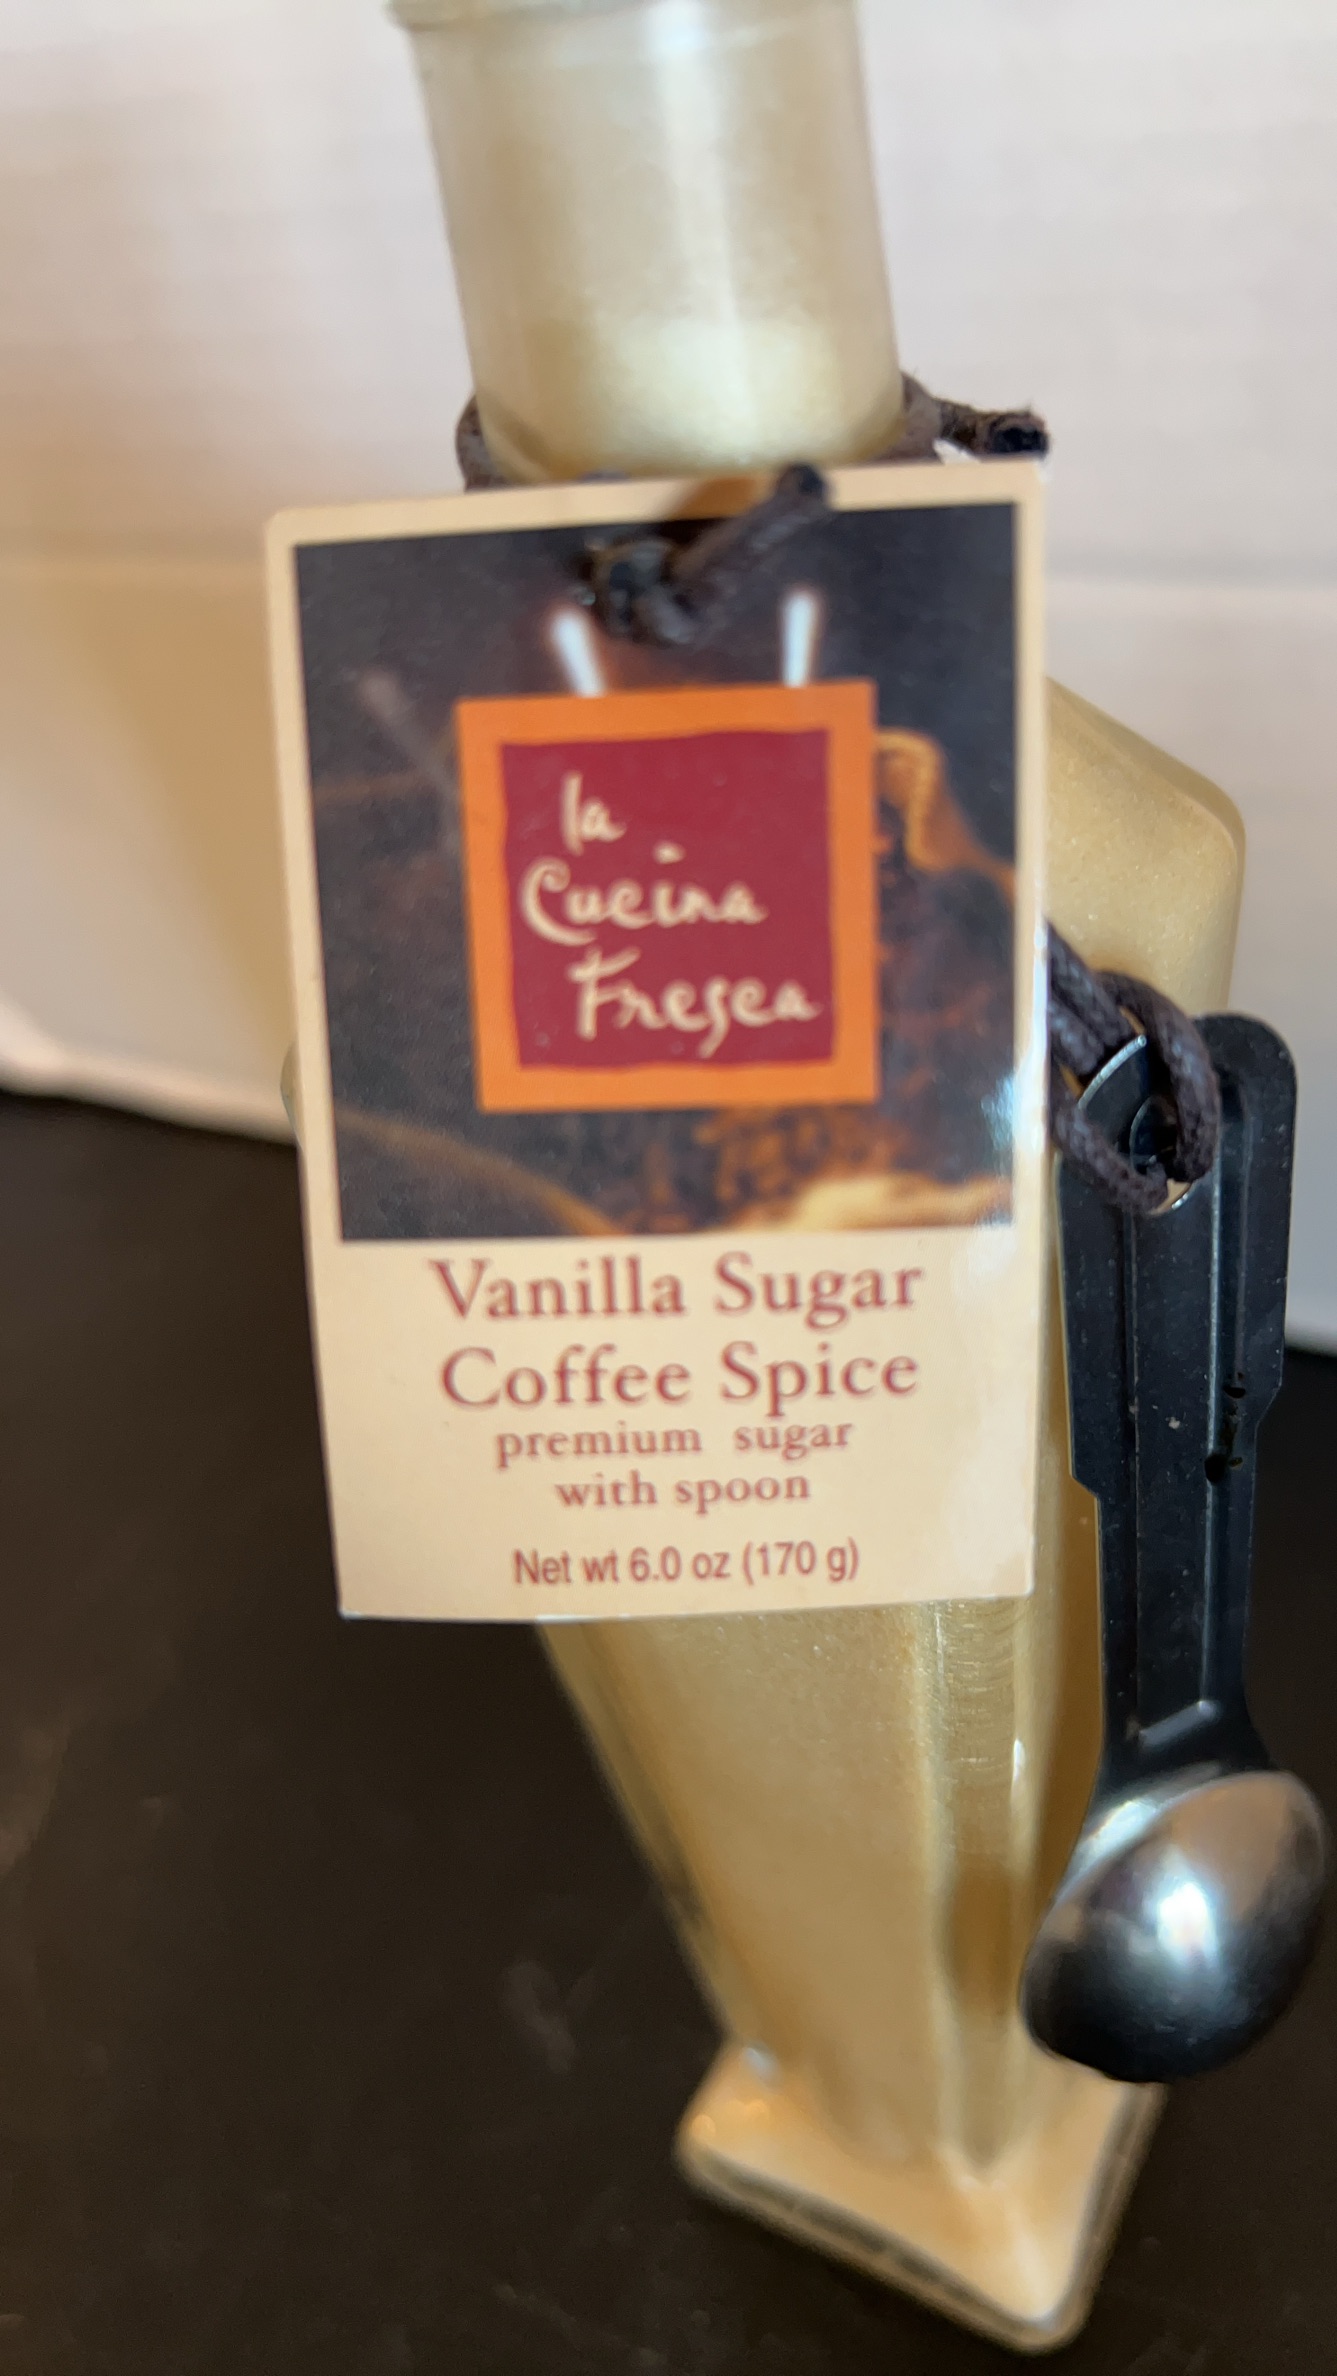 la
Cucina
Fresca
Vanilla Sugar
Coffee Spice
premium sugar
with spoon
Net wt 6.0 oz (170 g)